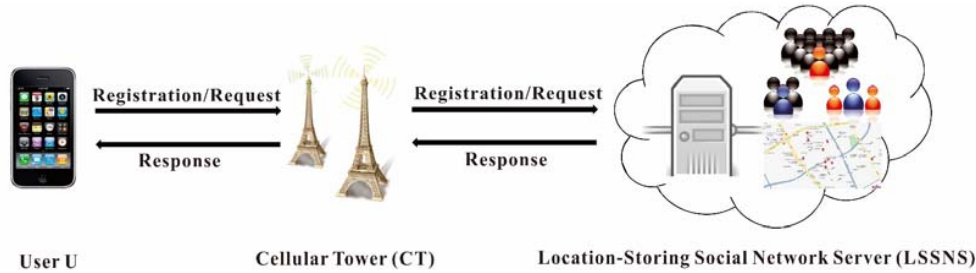 Registration/Request
Response
Registration/Request
Response
User U
Cellular Tower (CT)
Location-Storing Social Network Server (LSSNS)